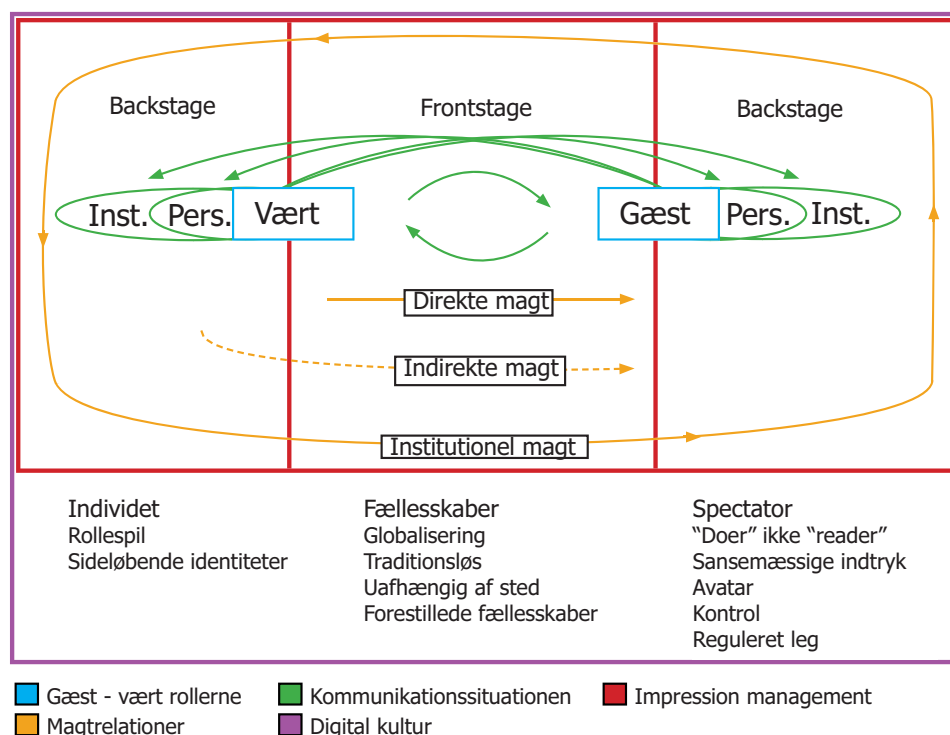 Backstage
Frontstage
Backstage
Inst. Pers. Vært
Gæst Pers. Inst.
Direkte magt
Indirekte magt
Institutionel magt
Individet
Rollespil
Sideløbende identiteter
Fællesskaber
Globalisering
Traditionsløs
Uafhængig af sted
Forestillede fællesskaber
Spectator
“Doer” ikke “reader”
Sansemæssige indtryk
Avatar
Kontrol
Reguleret leg
Gæst - vært rollerne
Kommunikationssituationen
Impression management
Magtrelationer
Digital kultur